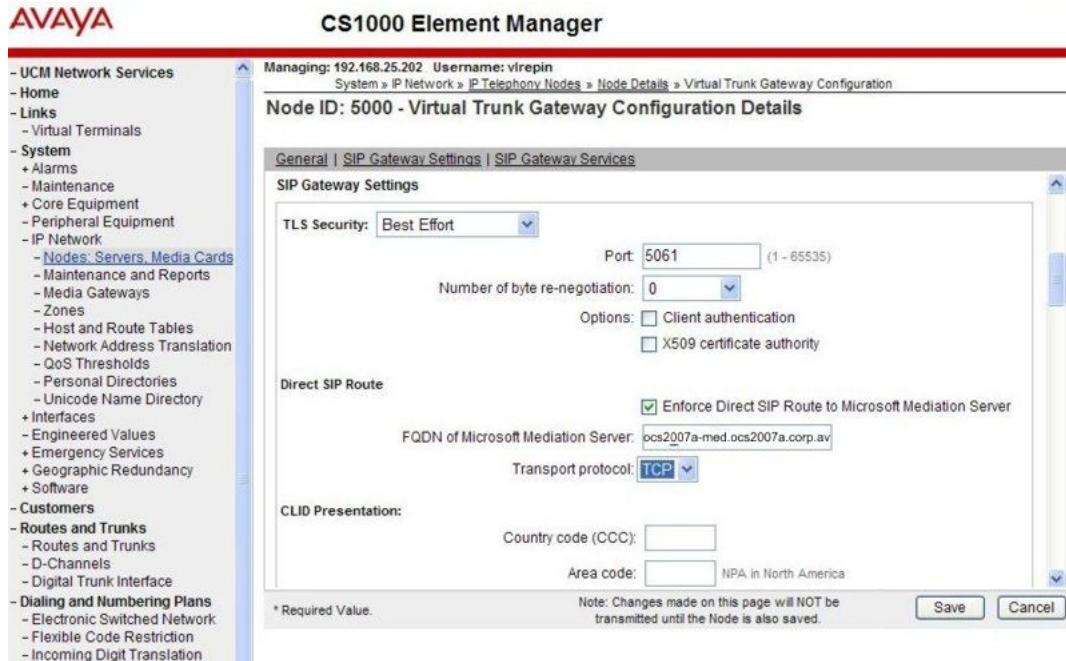 AVAYA
CS1000 Element Manager
- UCM Network Services
- Home
- Links
- Virtual Terminals
- System
+ Alarms
- Maintenance
+ Core Equipment
- Peripheral Equipment
- IP Network
- Nodes: Servers, Media Cards
- Maintenance and Reports
- Media Gateways
- Zones
- Host and Route Tables
- Network Address Translation
- QoS Thresholds
- Personal Directories
- Unicode Name Directory
+ Interfaces
- Engineered Values
+ Emergency Services
+ Geographic Redundancy
+ Software
- Customers
- Routes and Trunks
- Routes and Trunks
- D-Channels
- Digital Trunk Interface
- Dialing and Numbering Plans
- Electronic Switched Network
- Flexible Code Restriction
- Incoming Digit Translation
Managing: 192.168.25.202 Username: vlrepin
System » IP Network » IP Telephony Nodes » Node Details » Virtual Trunk Gateway Configuration
Node ID: 5000 - Virtual Trunk Gateway Configuration Details
General | SIP Gateway Settings | SIP Gateway Services
SIP Gateway Settings
TLS Security: Best Effort
Port: 5061 (1 - 65535)
Number of byte re-negotiation: 0
Options: Client authentication
X509 certificate authority
Direct SIP Route
Enforce Direct SIP Route to Microsoft Mediation Server
FQDN of Microsoft Mediation Server: ocs2007a-med.ocs2007a.corp.av
Transport protocol: TCP
CLID Presentation:
Country code (CCC):
Area code: NPA in North America
* Required Value.
Note: Changes made on this page will NOT be
transmitted until the Node is also saved.
Save
Cancel